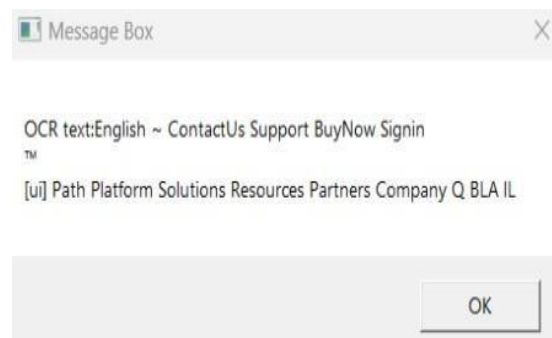 Message Box
OCR text:English ~ ContactUs Support BuyNow Signin
TM
[ui] Path Platform Solutions Resources Partners Company Q BLA IL
OK